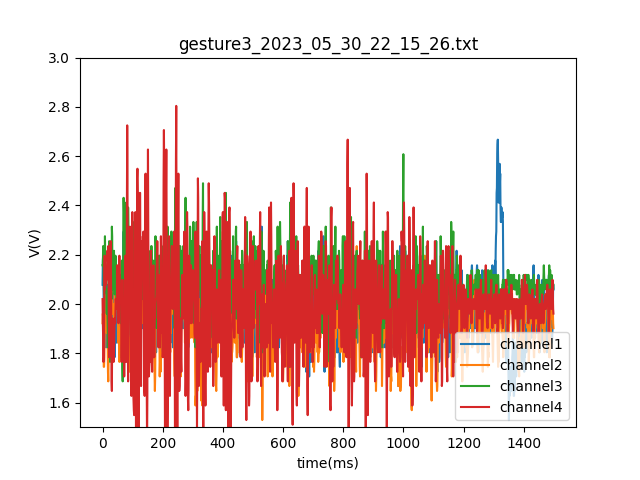 gesture3_2023_05_30_22_15_26.txt
3.0
2.8
2.6
2.4
2.2
2.0
1.8
1.6
V(V)
0 200 400 600 800 1000 1200 1400
time(ms)
channel1
channel2
channel3
channel4